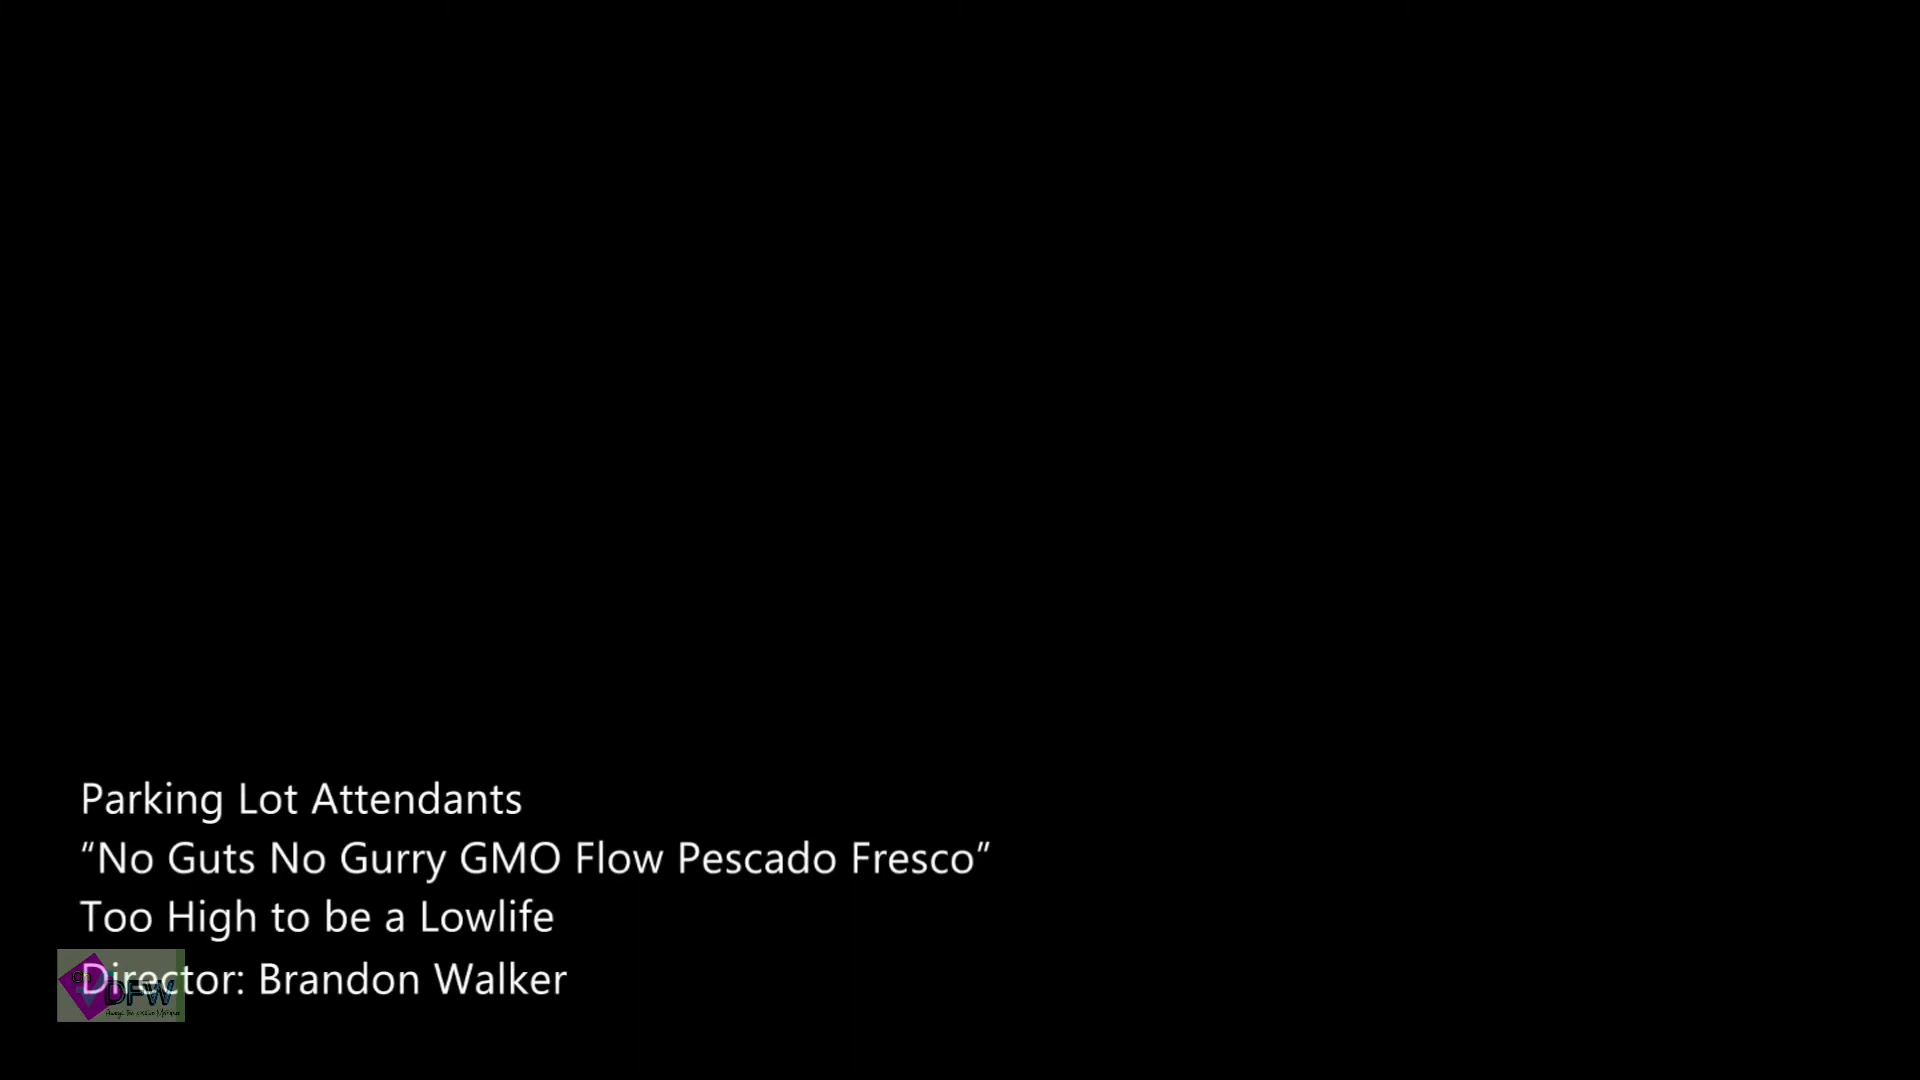 Parking Lot Attendants
“No Guts No Gurry GMO Flow Pescado Fresco”
Too High to be a Lowlife
Director: Brandon Walker
DFW